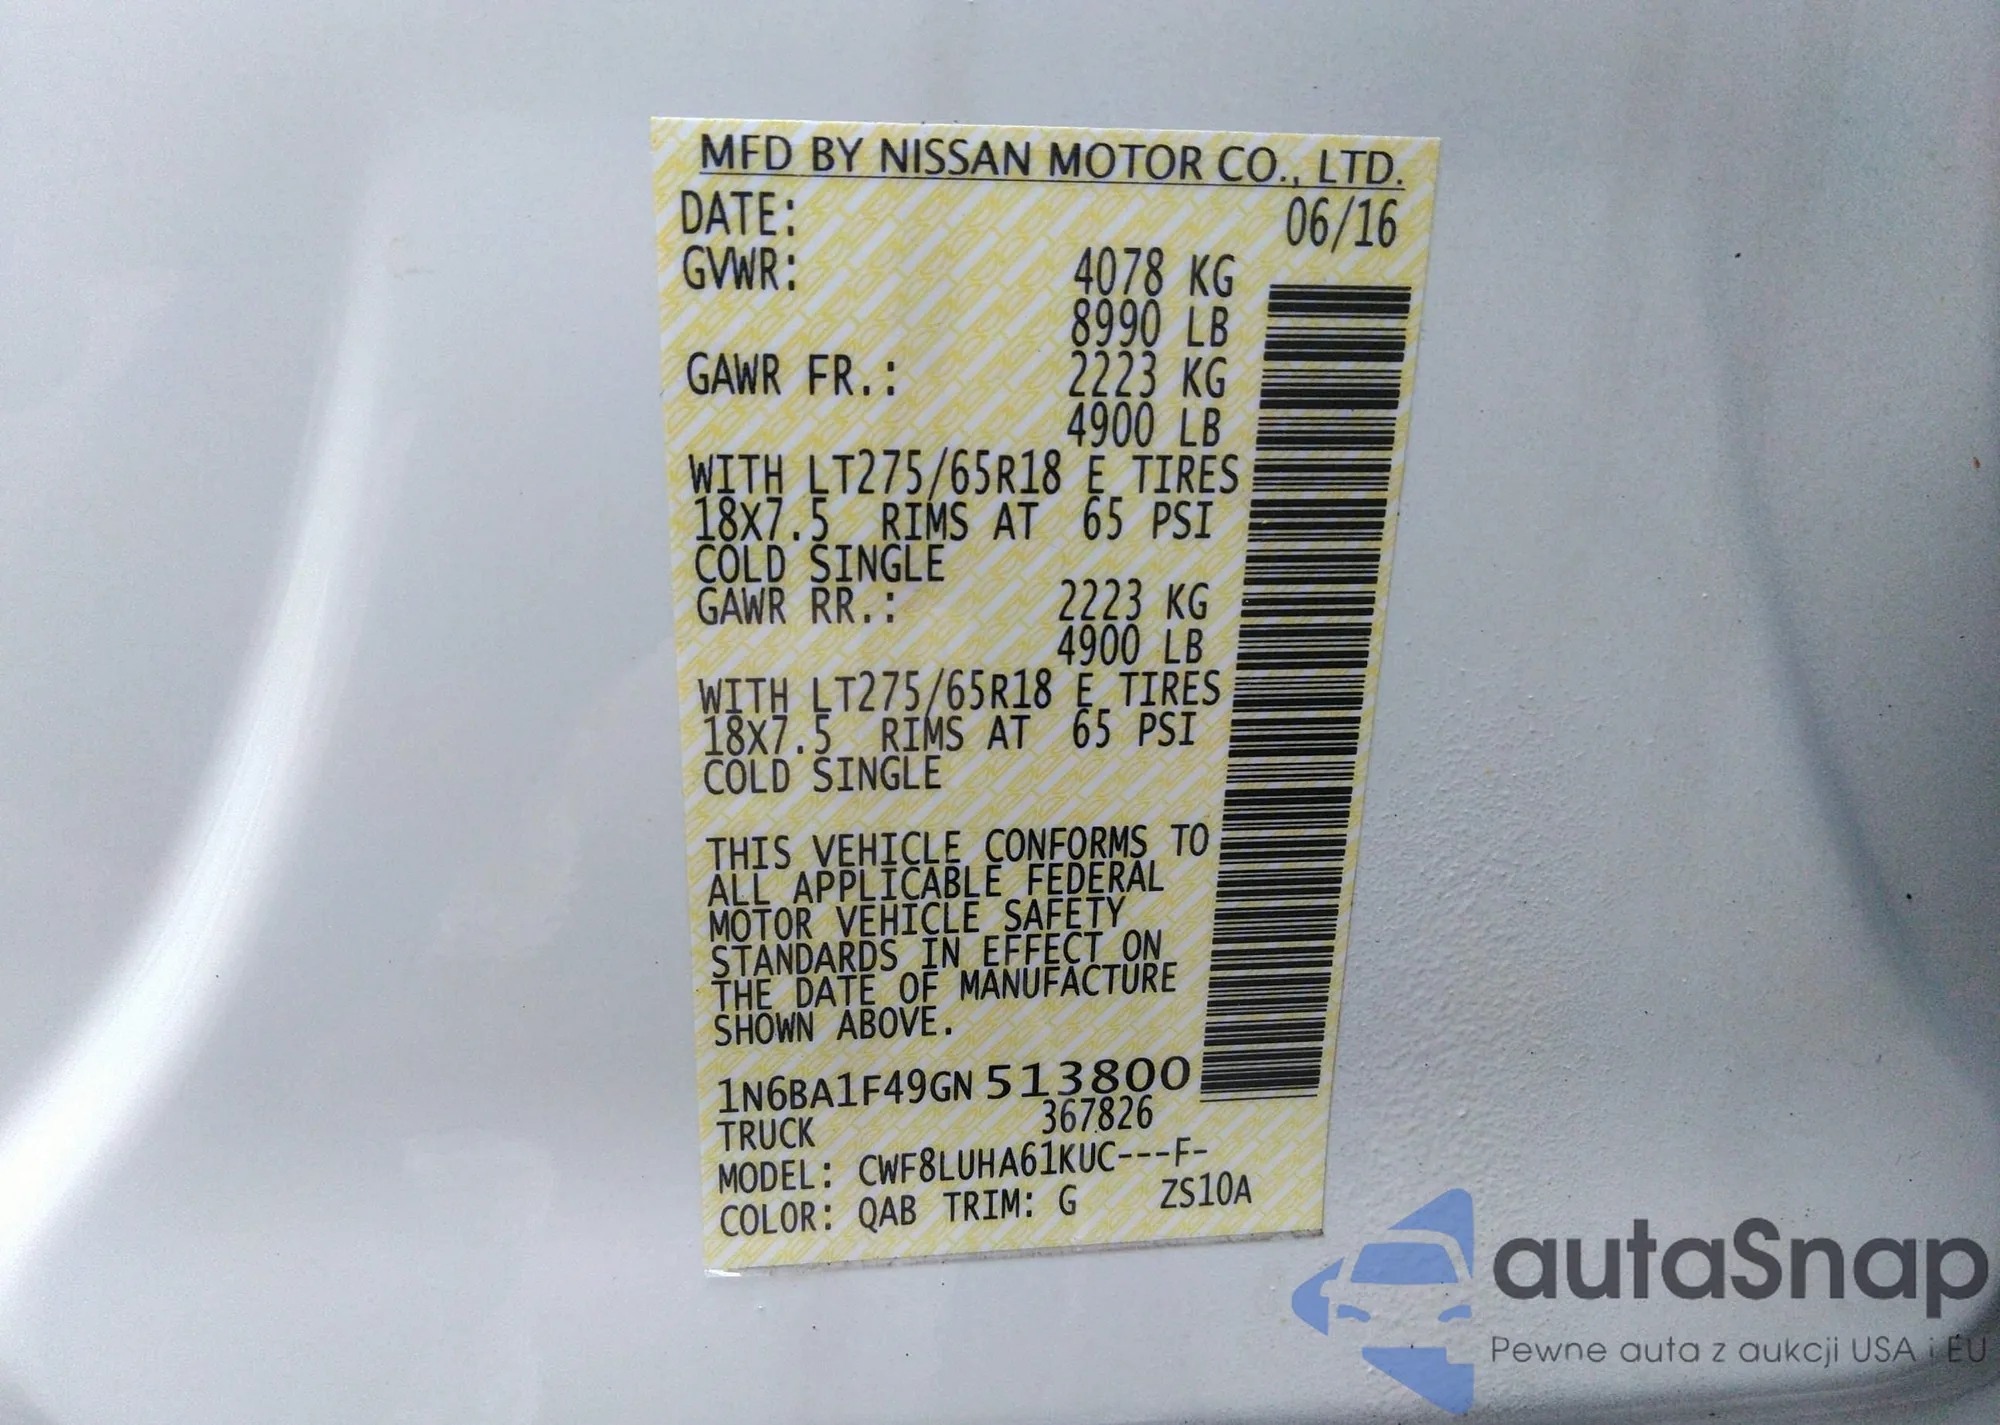 MFD BY NISSAN MOTOR CO., LTD.
DATE: 06/16
GVWR: 4078 KG
8990 LB
GAWR FR.: 2223 KG
4900 LB
WITH LT275/65R18 E TIRES
18X7.5 RIMS AT 65 PSI
COLD SINGLE
GAWR RR.: 2223 KG
4900 LB
WITH LT275/65R18 E TIRES
18X7.5 RIMS AT 65 PSI
COLD SINGLE
THIS VEHICLE CONFORMS TO
ALL APPLICABLE FEDERAL
MOTOR VEHICLE SAFETY
STANDARDS IN EFFECT ON
THE DATE OF MANUFACTURE
SHOWN ABOVE.
1N6BA1F49GN513800
TRUCK 367826
MODEL: CWF8LUHA61KUC---F-
COLOR: QAB TRIM: G ZS10A
autaSnap
Pewne auta z aukcji USA i EU